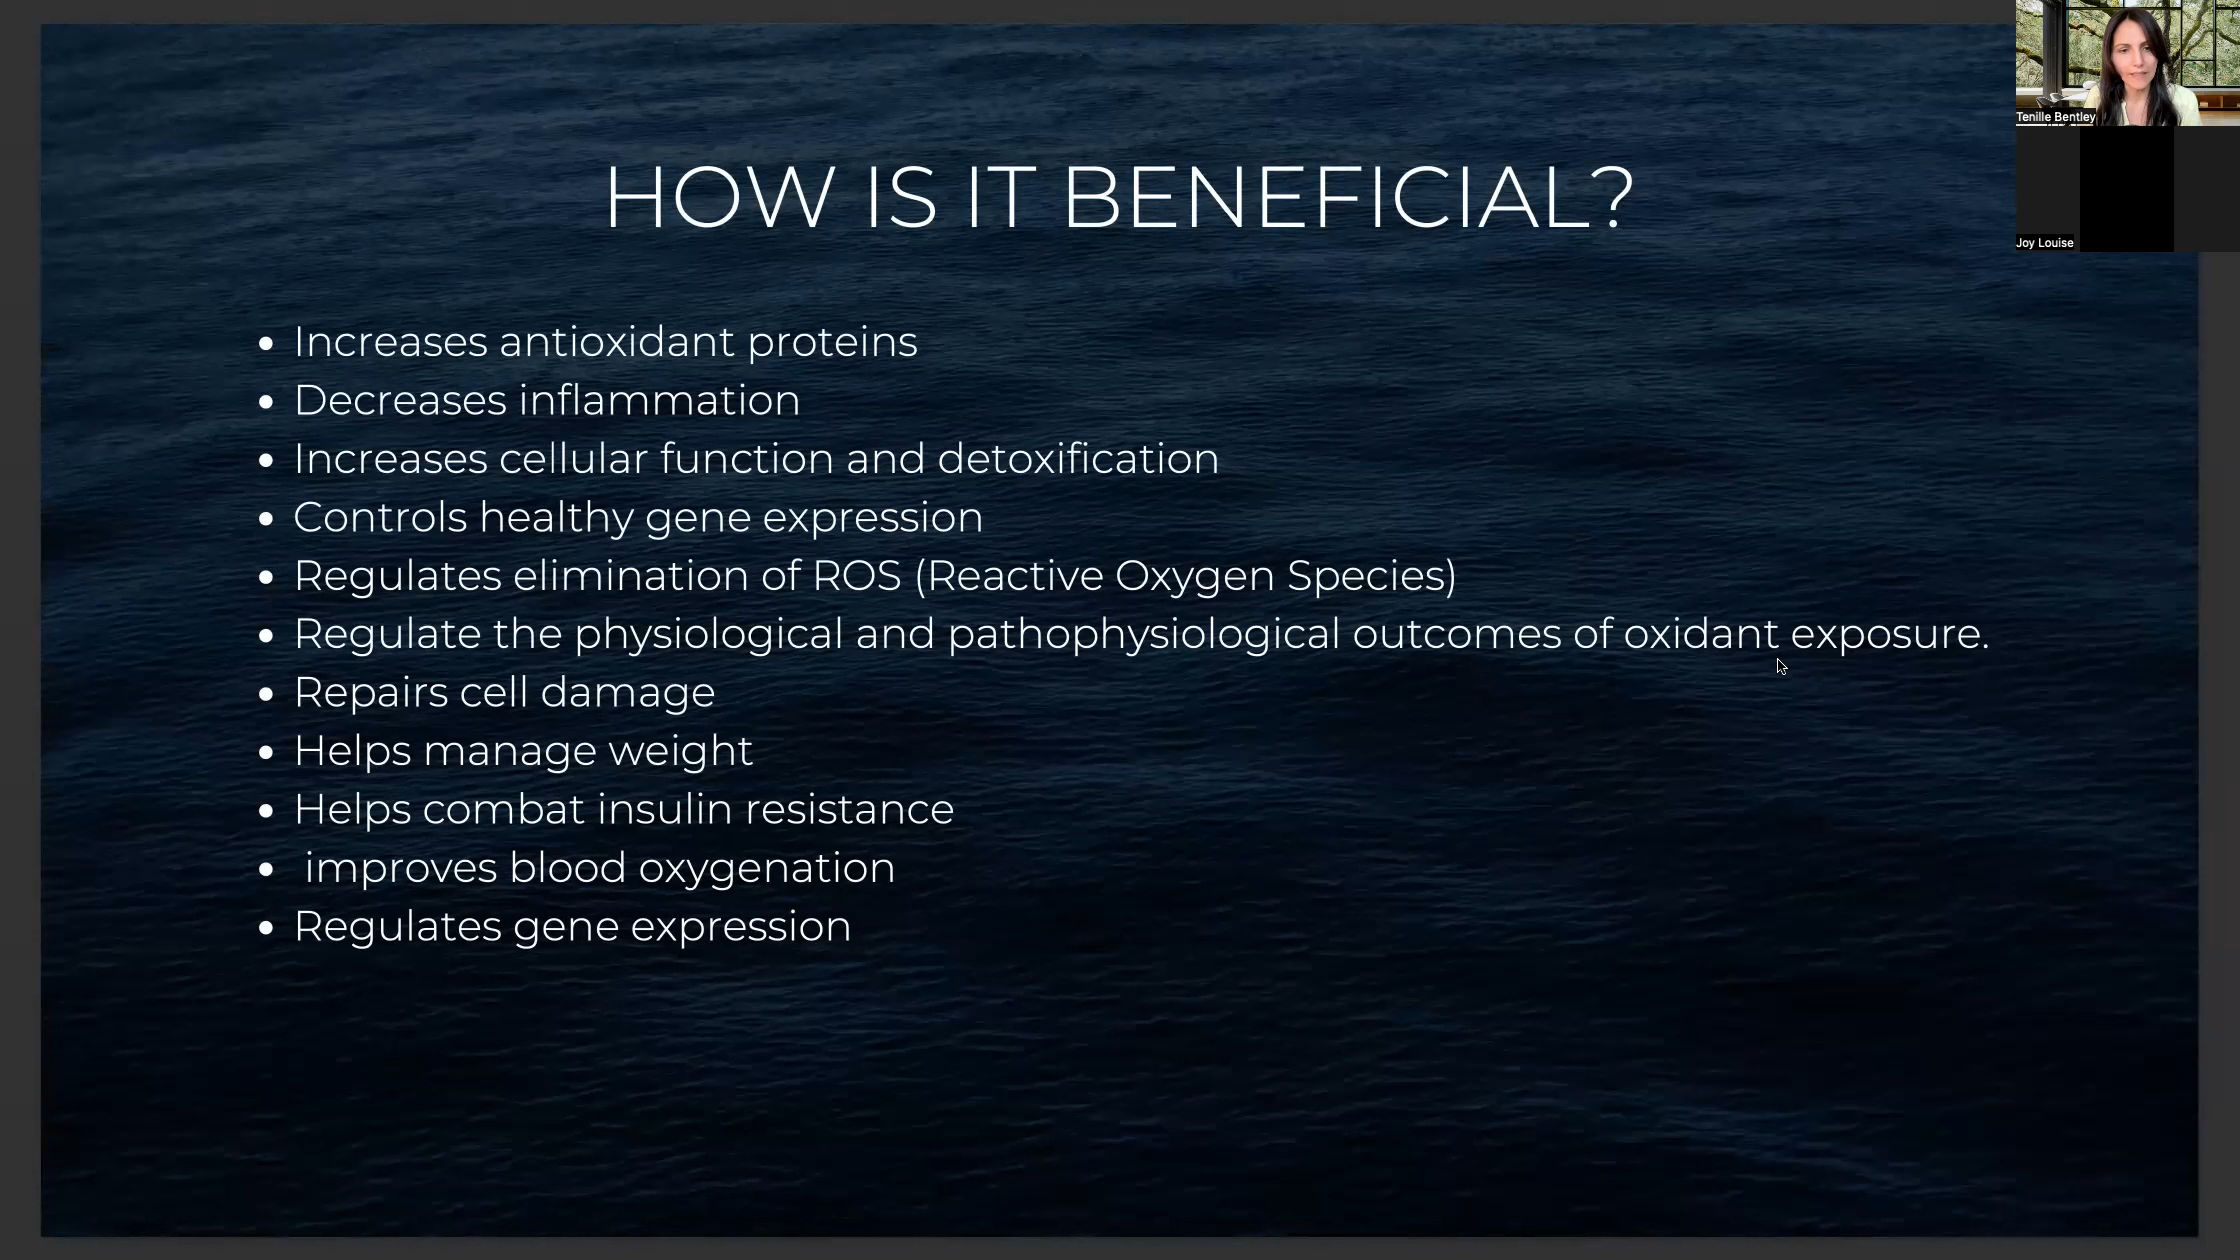 HOW IS IT BENEFICIAL?
• Increases antioxidant proteins
• Decreases inflammation
• Increases cellular function and detoxification
• Controls healthy gene expression
• Regulates elimination of ROS (Reactive Oxygen Species)
• Regulate the physiological and pathophysiological outcomes of oxidant exposure.
• Repairs cell damage
• Helps manage weight
• Helps combat insulin resistance
• improves blood oxygenation
• Regulates gene expression
Tenille Bentley
Joy Louise